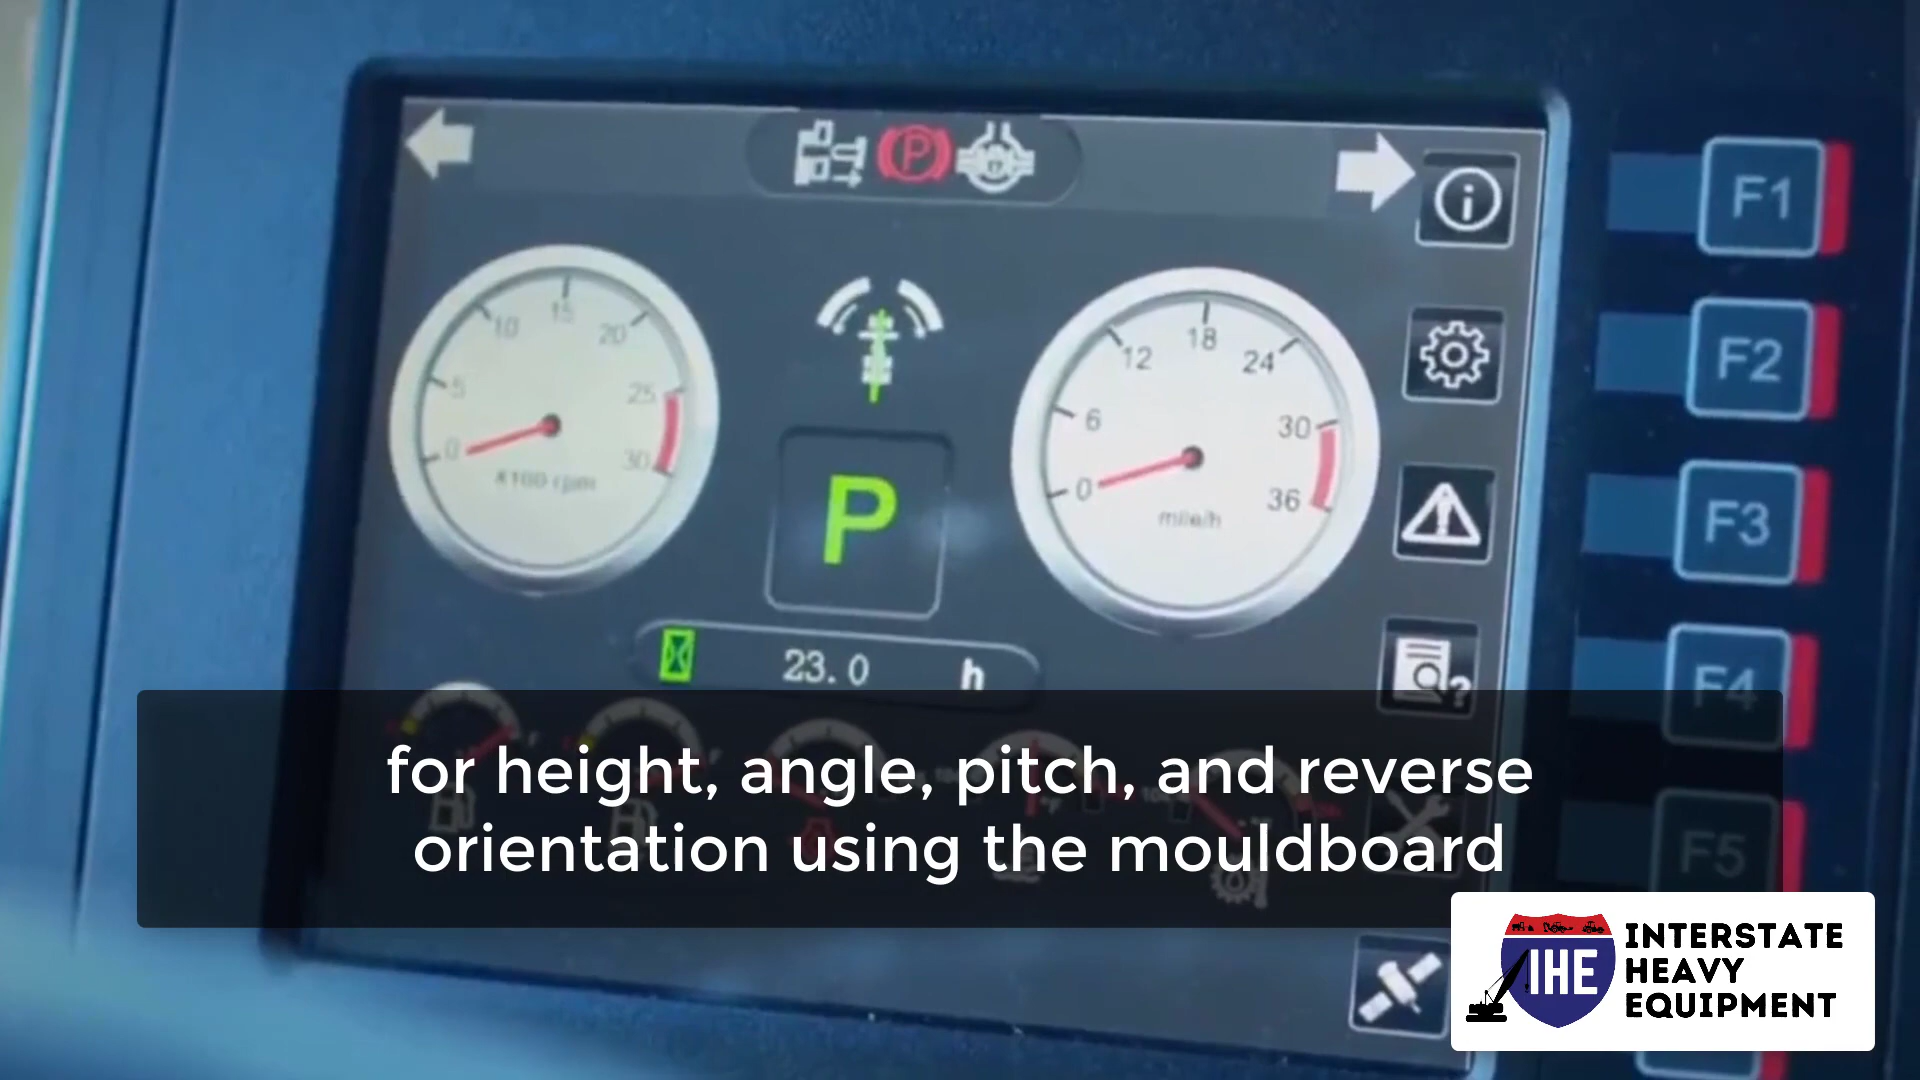 P
F1
15
10
20
5
25
0
30
X100 rpm
18
12
24
6
30
0
36
mile/h
F2
P
F3
23.0 h
F4
for height, angle, pitch, and reverse
orientation using the mouldboard
F5
IHE
INTERSTATE
HEAVY
EQUIPMENT